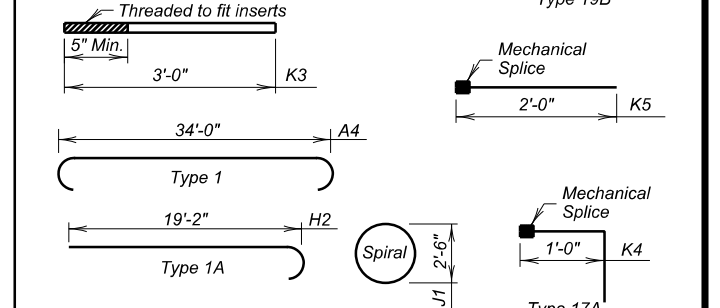 Type 19B
Threaded to fit inserts
5" Min.
3'-0"
K3
Mechanical
Splice
2'-0"
K5
34'-0"
A4
Type 1
19'-2"
H2
Type 1A
Spiral
2'-6"
J1
Mechanical
Splice
1'-0"
K4
Type 17A